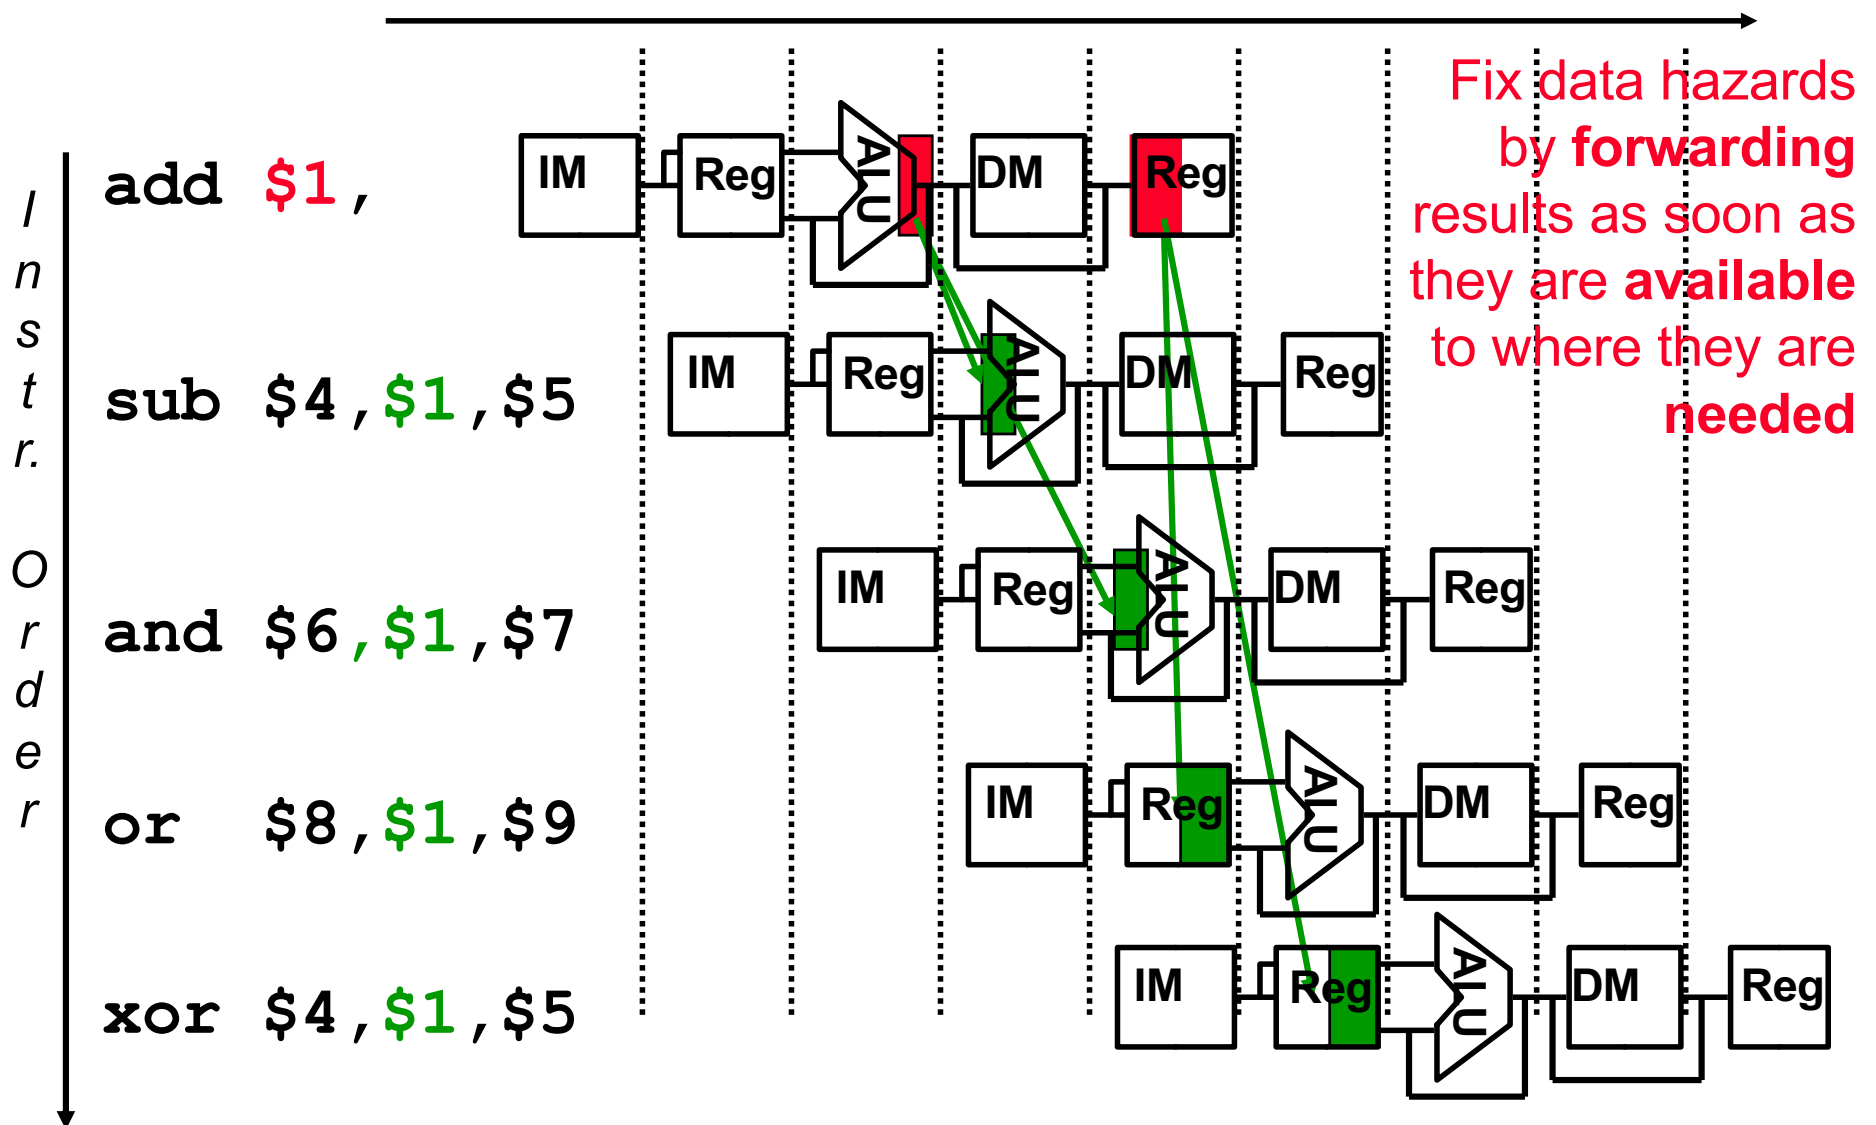 Fix data hazards
by forwarding
results as soon as
they are available
to where they are
needed
Instr. Order
add $1,
IM Reg ALU DM Reg
sub $4,$1,$5
IM Reg ALU DM Reg
and $6,$1,$7
IM Reg ALU DM Reg
or $8,$1,$9
IM Reg ALU DM Reg
xor $4,$1,$5
IM Reg ALU DM Reg